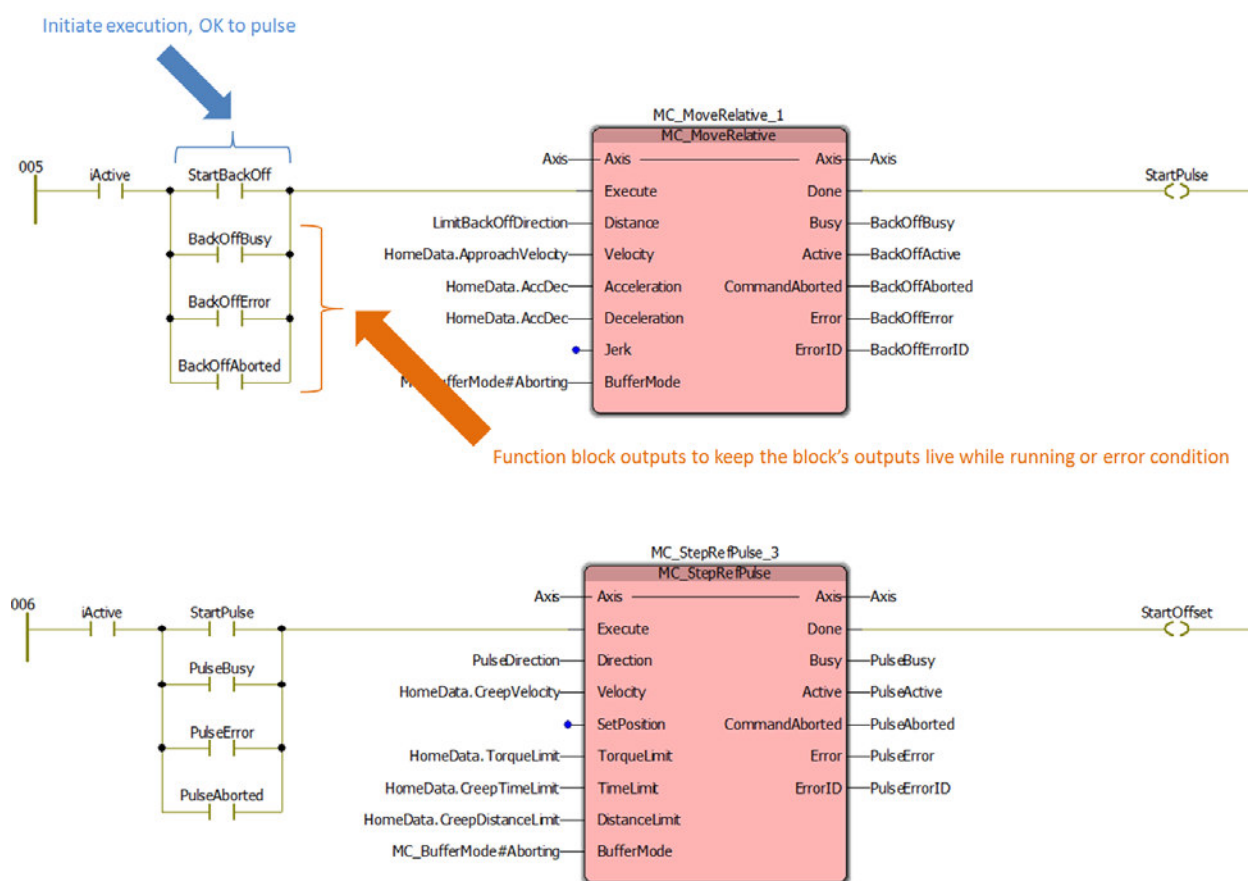 Initiate execution, OK to pulse
MC_MoveRelative_1
MC_MoveRelative
005
iActive
StartBackOff
BackOffBusy
BackOffError
BackOffAborted
Axis Axis Axis Axis
Execute Done
StartPulse
LimitBackOffDirection Distance Busy BackOffBusy
HomeData.ApproachVelocity Velocity Active BackOffActive
HomeData.AccDec Acceleration CommandAborted BackOffAborted
HomeData.AccDec Deceleration Error BackOffError
Jerk ErrorID BackOffErrorID
BufferMode
Function block outputs to keep the block's outputs live while running or error condition
MC_StepRefPulse_3
MC_StepRefPulse
006
iActive
StartPulse
PulseBusy
PulseError
PulseAborted
Axis Axis Axis Axis
Execute Done
StartOffset
PulseDirection Direction Busy PulseBusy
HomeData.CreepVelocity Velocity Active PulseActive
SetPosition CommandAborted PulseAborted
HomeData.TorqueLimit TorqueLimit Error PulseError
HomeData.CreepTimeLimit TimeLimit ErrorID PulseErrorID
HomeData.CreepDistanceLimit DistanceLimit
MC_BufferMode#Aborting BufferMode